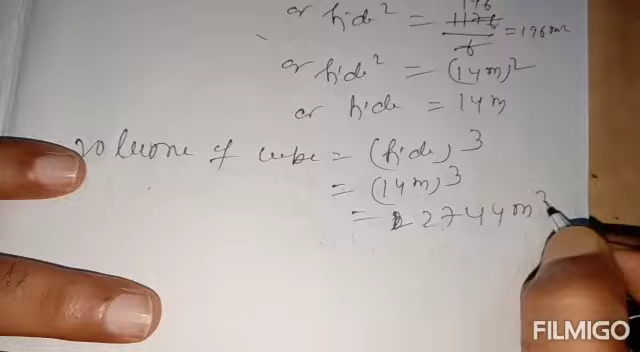 196
or side² = 1176/6 = 196m²
or side² = (14m)²
or side = 14m
volume of cube = (side)³
= (14m)³
= 2744m³
FILMIGO